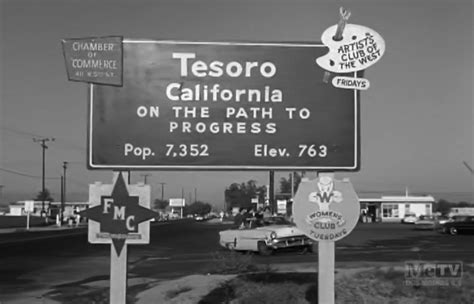 CHAMBER OF
COMMERCE
Tesoro
California
ON THE PATH TO
PROGRESS
Pop. 7,352
Elev. 763
ARTISTS
CLUB OF
THE WEST
FRIDAYS
FMC
W
WOMEN'S
CLUB
TUESDAYS
MeTV